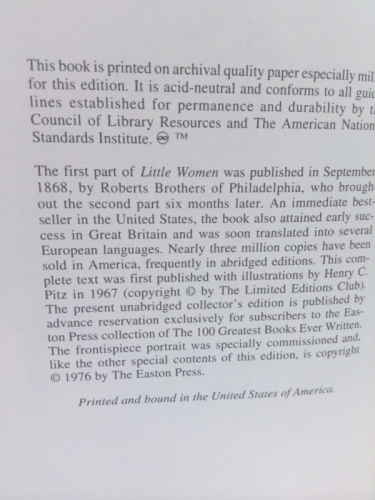 This book is printed on archival quality paper especially mil
for this edition. It is acid-neutral and conforms to all guid
lines established for permanence and durability by t
Council of Library Resources and The American Nation
Standards Institute. ♾ ™
The first part of Little Women was published in September
1868, by Roberts Brothers of Philadelphia, who brough
out the second part six months later. An immediate best-
seller in the United States, the book also attained early suc-
cess in Great Britain and was soon translated into several
European languages. Nearly three million copies have been
sold in America, frequently in abridged editions. This com-
plete text was first published with illustrations by Henry C.
Pitz in 1967 (copyright © by The Limited Editions Club).
The present unabridged collector's edition is published by
advance reservation exclusively for subscribers to the Eas-
ton Press collection of The 100 Greatest Books Ever Written.
The frontispiece portrait was specially commissioned and,
like the other special contents of this edition, is copyright
© 1976 by The Easton Press.
Printed and bound in the United States of America.